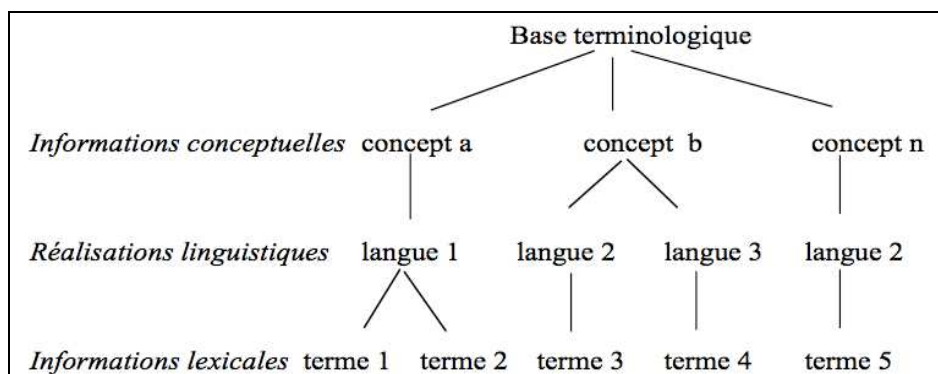 Base terminologique
Informations conceptuelles concept a concept b concept n
Réalisations linguistiques langue 1 langue 2 langue 3 langue 2
Informations lexicales terme 1 terme 2 terme 3 terme 4 terme 5